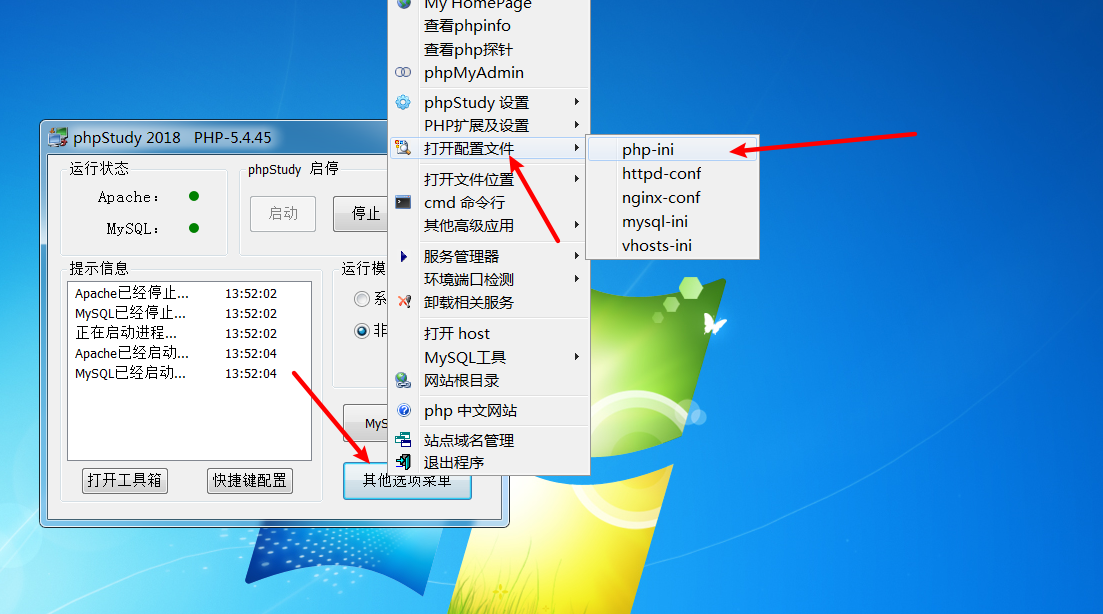 My HomePage
查看phpinfo
查看php探针
phpMyAdmin
phpStudy 设置
PHP扩展及设置
打开配置文件
打开文件位置
cmd 命令行
其他高级应用
服务管理器
环境端口检测
卸载相关服务
打开 host
MySQL工具
网站根目录
php 中文网站
站点域名管理
退出程序
php-ini
httpd-conf
nginx-conf
mysql-ini
vhosts-ini
phpStudy 2018 PHP-5.4.45
运行状态
Apache:
MySQL:
phpStudy 启停
启动
停止
提示信息
Apache已经停止... 13:52:02
MySQL已经停止... 13:52:02
正在启动进程... 13:52:02
Apache已经启动... 13:52:04
MySQL已经启动... 13:52:04
运行模
系
非
MyS
打开工具箱
快捷键配置
其他选项菜单